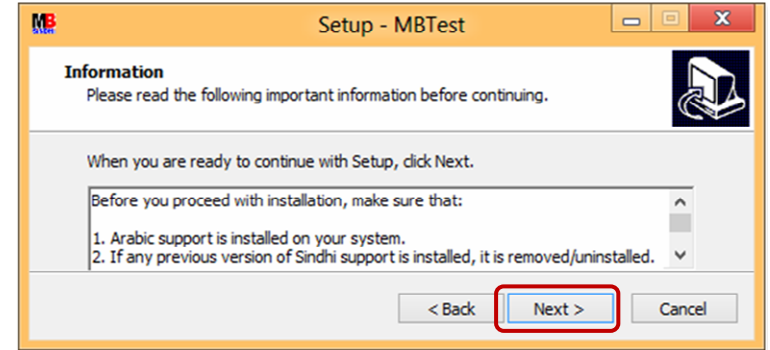 MB
SINDHI
Setup - MBTest
Information
Please read the following important information before continuing.
When you are ready to continue with Setup, click Next.
Before you proceed with installation, make sure that:
1. Arabic support is installed on your system.
2. If any previous version of Sindhi support is installed, it is removed/uninstalled.
< Back Next > Cancel